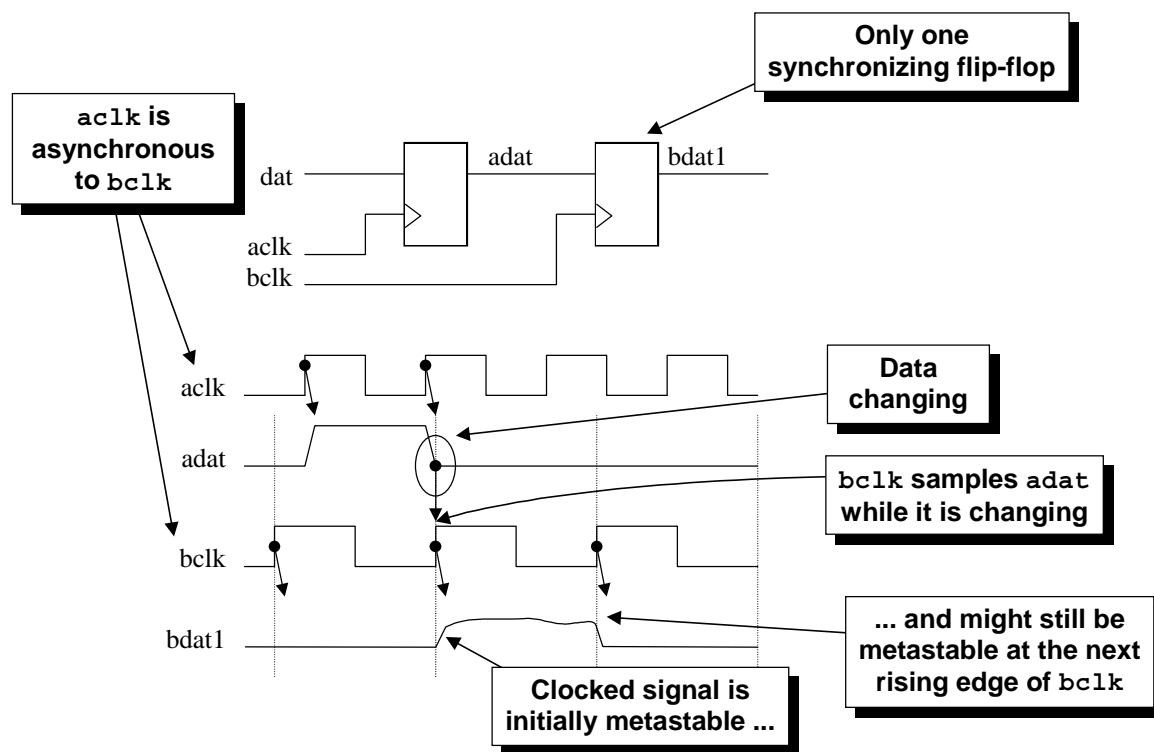 Only one
synchronizing flip-flop
aclk is
asynchronous
to bclk
adat
bdat1
dat
aclk
bclk
aclk
Data
changing
adat
bclk samples adat
while it is changing
bclk
... and might still be
metastable at the next
rising edge of bclk
bdat1
Clocked signal is
initially metastable ...